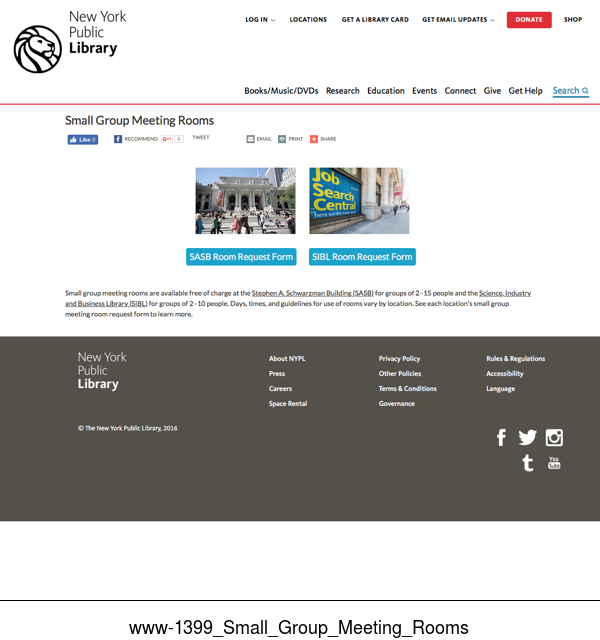 New York
Public
Library
LOG IN
LOCATIONS
GET A LIBRARY CARD
GET EMAIL UPDATES
DONATE
SHOP
Books/Music/DVDs Research Education Events Connect Give Get Help Search
Small Group Meeting Rooms
Like 0
RECOMMEND
G+1 0
TWEET
EMAIL
PRINT
SHARE
Job
Search
Central
SASB Room Request Form
SIBL Room Request Form
Small group meeting rooms are available free of charge at the Stephen A. Schwarzman Building (SASB) for groups of 2–15 people and the Science, Industry
and Business Library (SIBL) for groups of 2–10 people. Days, times, and guidelines for use of rooms vary by location. See each location's small group
meeting room request form to learn more.
New York
Public
Library
About NYPL
Press
Careers
Space Rental
Privacy Policy
Other Policies
Terms & Conditions
Governance
Rules & Regulations
Accessibility
Language
© The New York Public Library, 2016
You
Tube
www-1399_Small_Group_Meeting_Rooms